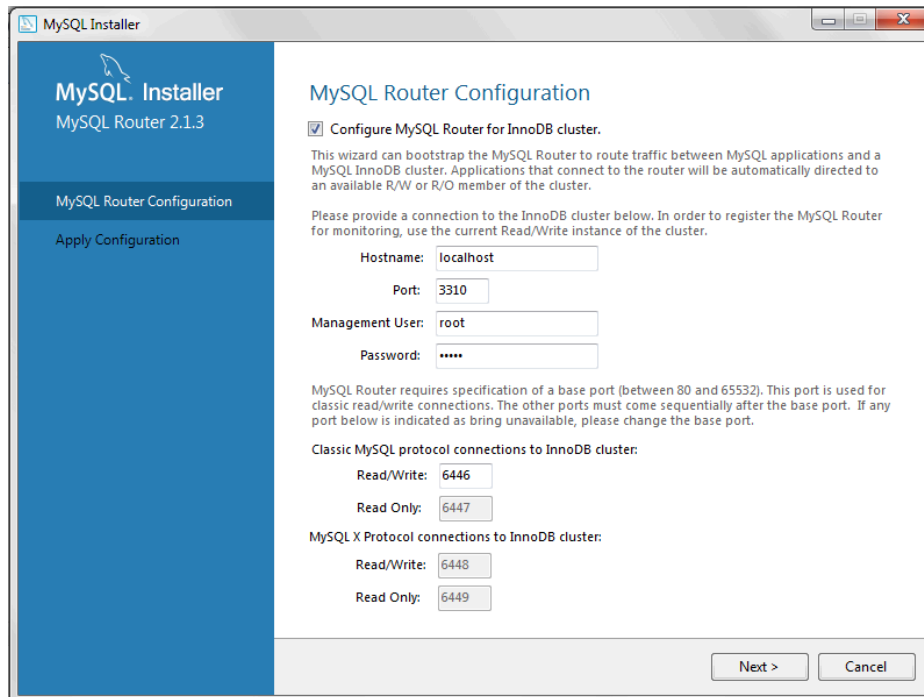 MySQL Installer
MySQL. Installer
MySQL Router 2.1.3
MySQL Router Configuration
Apply Configuration
MySQL Router Configuration
Configure MySQL Router for InnoDB cluster.
This wizard can bootstrap the MySQL Router to route traffic between MySQL applications and a
MySQL InnoDB cluster. Applications that connect to the router will be automatically directed to
an available R/W or R/O member of the cluster.
Please provide a connection to the InnoDB cluster below. In order to register the MySQL Router
for monitoring, use the current Read/Write instance of the cluster.
Hostname: localhost
Port: 3310
Management User: root
Password: •••••
MySQL Router requires specification of a base port (between 80 and 65532). This port is used for
classic read/write connections. The other ports must come sequentially after the base port. If any
port below is indicated as bring unavailable, please change the base port.
Classic MySQL protocol connections to InnoDB cluster:
Read/Write: 6446
Read Only: 6447
MySQL X Protocol connections to InnoDB cluster:
Read/Write: 6448
Read Only: 6449
Next > Cancel